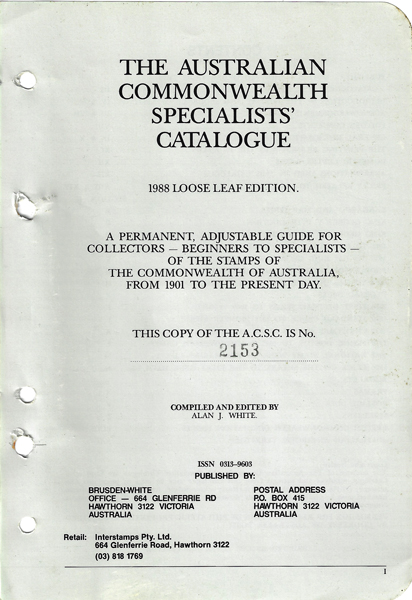 THE AUSTRALIAN
COMMONWEALTH
SPECIALISTS'
CATALOGUE
1988 LOOSE LEAF EDITION.
A PERMANENT, ADJUSTABLE GUIDE FOR
COLLECTORS — BEGINNERS TO SPECIALISTS —
OF THE STAMPS OF
THE COMMONWEALTH OF AUSTRALIA,
FROM 1901 TO THE PRESENT DAY.
THIS COPY OF THE A.C.S.C. IS No.
2153
COMPILED AND EDITED BY
ALAN J. WHITE.
ISSN 0313–9603
PUBLISHED BY:
BRUSDEN-WHITE
OFFICE — 664 GLENFERRIE RD
HAWTHORN 3122 VICTORIA
AUSTRALIA
POSTAL ADDRESS
P.O. BOX 415
HAWTHORN 3122 VICTORIA
AUSTRALIA
Retail: Interstamps Pty. Ltd.
664 Glenferrie Road, Hawthorn 3122
(03) 818 1769
1